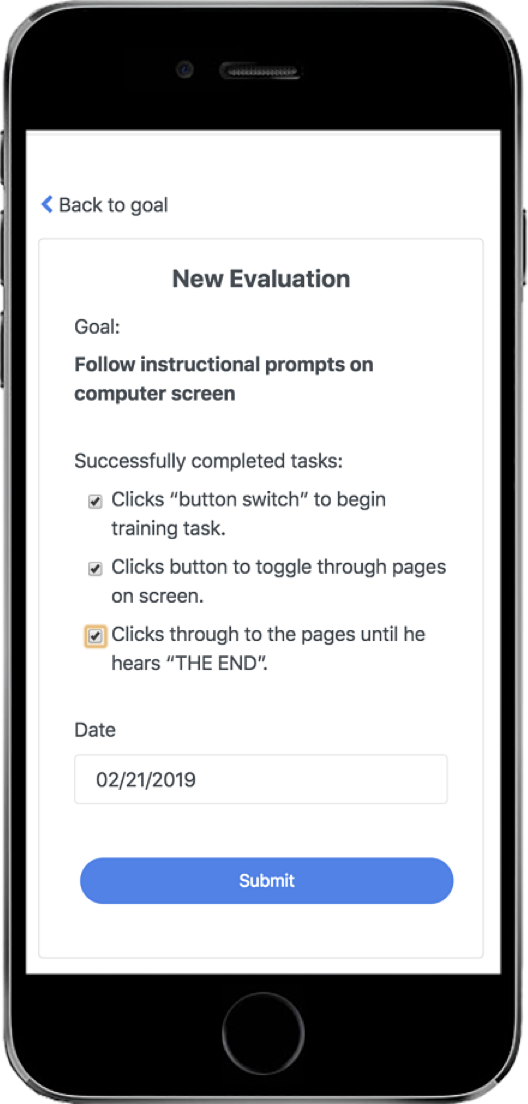 Back to goal
New Evaluation
Goal:
Follow instructional prompts on
computer screen
Successfully completed tasks:
Clicks “button switch” to begin
training task.
Clicks button to toggle through pages
on screen.
Clicks through to the pages until he
hears “THE END”.
Date
02/21/2019
Submit